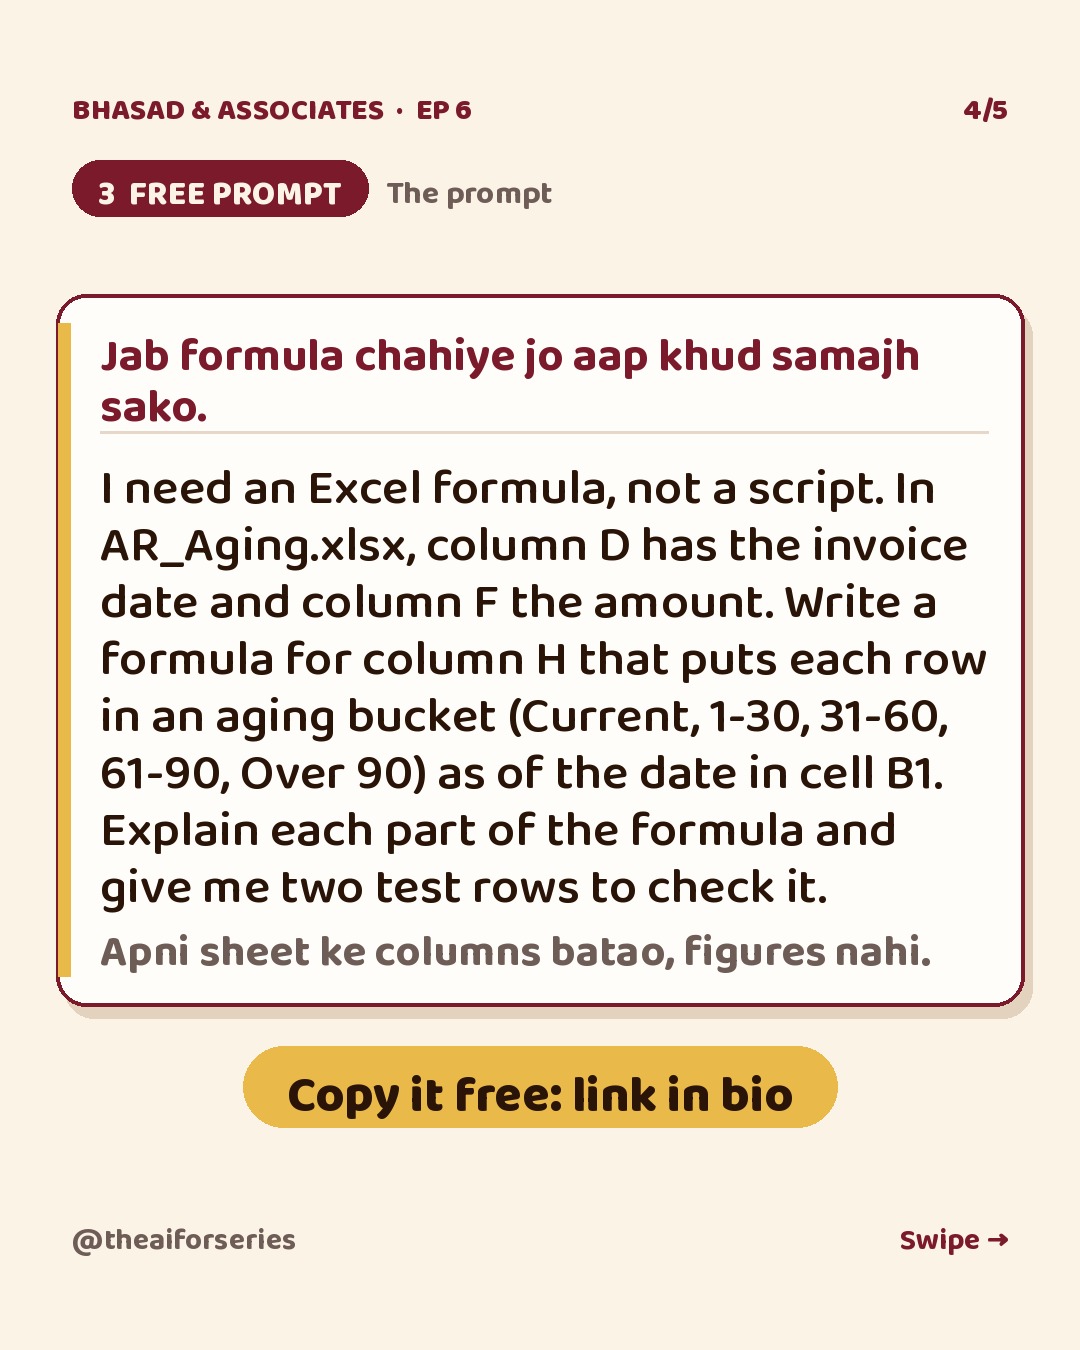 BHASAD & ASSOCIATES · EP 6
4/5
3 FREE PROMPT
The prompt
Jab formula chahiye jo aap khud samajh
sako.
I need an Excel formula, not a script. In
AR_Aging.xlsx, column D has the invoice
date and column F the amount. Write a
formula for column H that puts each row
in an aging bucket (Current, 1-30, 31-60,
61-90, Over 90) as of the date in cell B1.
Explain each part of the formula and
give me two test rows to check it.
Apni sheet ke columns batao, figures nahi.
Copy it free: link in bio
@theaiforseries
Swipe →